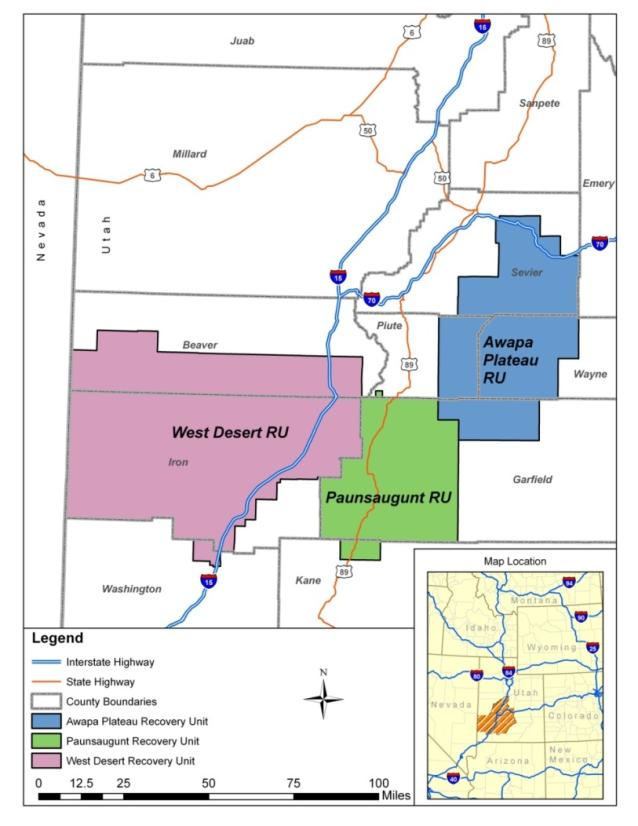 Juab
6
15
89
Sanpete
50
Millard
50
6
Emery
Nevada
Utah
70
15
Sevier
70
Piute
Beaver
Awapa
Plateau
RU
89
Wayne
West Desert RU
Iron
Garfield
Paunsaugunt RU
Washington
15
Kane
89
Legend
Interstate Highway
State Highway
County Boundaries
Awapa Plateau Recovery Unit
Paunsaugunt Recovery Unit
West Desert Recovery Unit
N
0 12.5 25 50 75 100
Miles
Map Location
94
Montana
90
Idaho
Wyoming
25
80
84
Utah
Nevada
Colorado
New
Mexico
Arizona
40